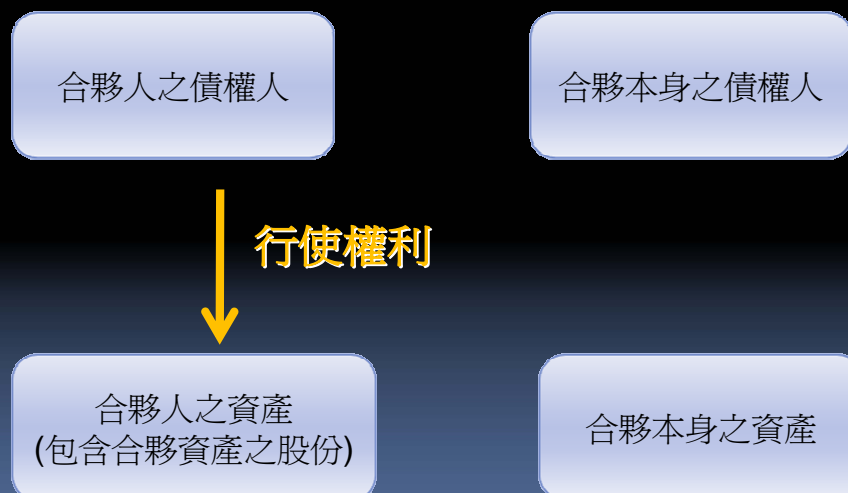 合夥人之債權人
合夥本身之債權人
行使權利
合夥人之資產
(包含合夥資產之股份)
合夥本身之資產